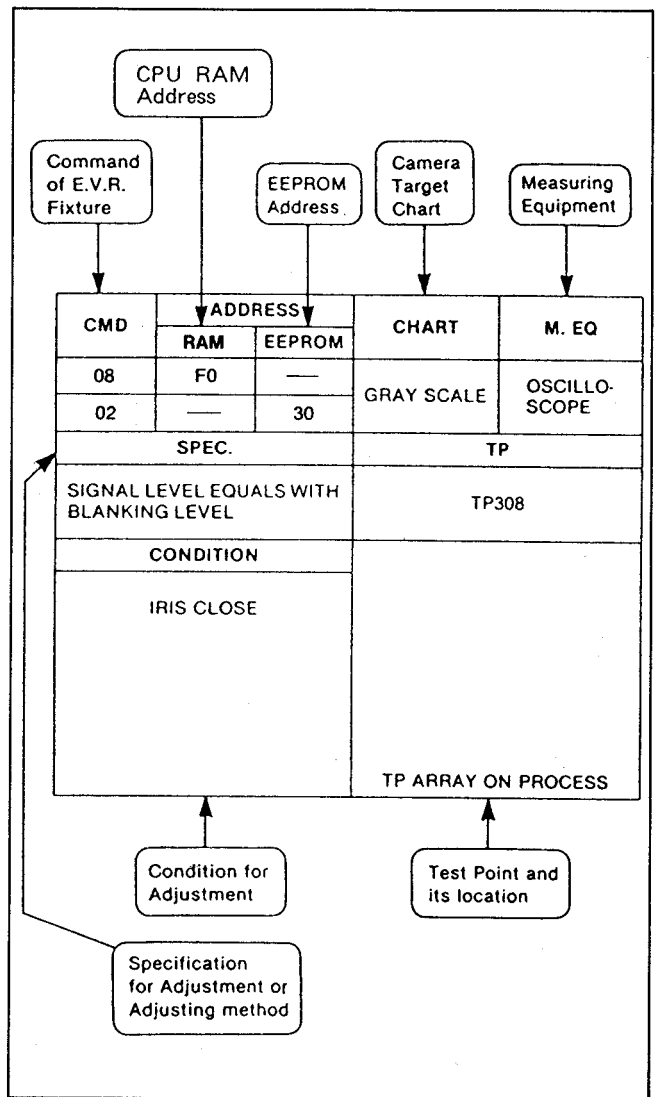 CPU RAM
Address
Command
of E.V.R.
Fixture
EEPROM
Address
Camera
Target
Chart
Measuring
Equipment
CMD
ADDRESS
CHART
M. EQ
RAM
EEPROM
08
F0
—
GRAY SCALE
OSCILLO-
SCOPE
02
—
30
SPEC.
TP
SIGNAL LEVEL EQUALS WITH
BLANKING LEVEL
TP308
CONDITION
IRIS CLOSE
TP ARRAY ON PROCESS
Condition for
Adjustment
Test Point and
its location
Specification
for Adjustment or
Adjusting method